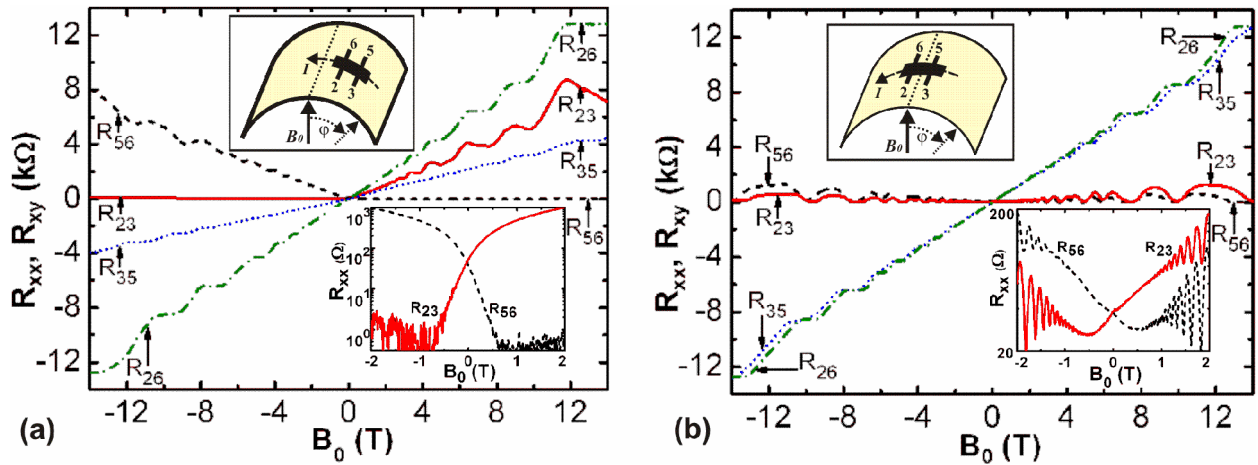 12
8
4
0
-4
-8
-12
R_xx, R_xy (kΩ)
-12 -8 -4 0 4 8 12
B_0 (T)
(a)
R_56
R_23
R_35
R_26
R_26
R_23
R_35
R_56
6 5
I
2
3
B_0
φ
10^3
10^2
10^1
10^0
R_xx (Ω)
R_23
R_56
-2 -1 0 1 2
B_0 (T)
12
8
4
0
-4
-8
-12
R_xx, R_xy (kΩ)
-12 -8 -4 0 4 8 12
B_0 (T)
(b)
R_56
R_23
R_35
R_26
R_26
R_35
R_23
R_56
6 5
I
2
3
B_0
φ
200
20
R_xx (Ω)
R_56
R_23
-2 -1 0 1 2
B_0 (T)